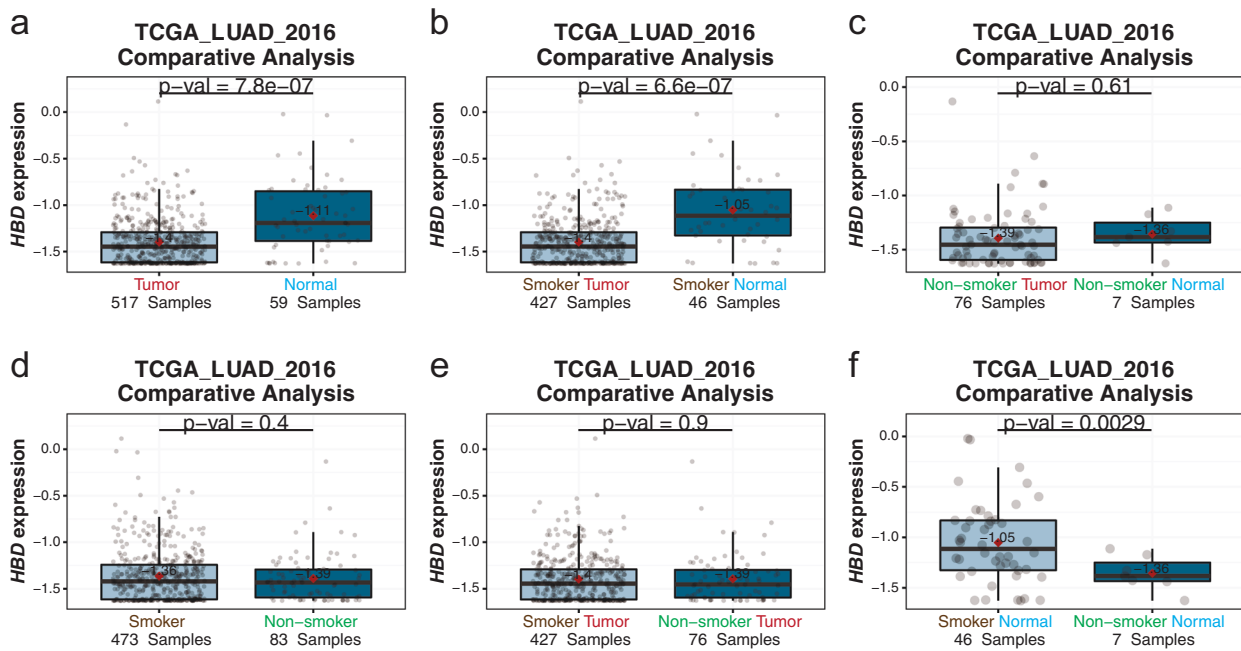 a
TCGA_LUAD_2016
Comparative Analysis
p-val = 7.8e-07
HBD expression
0.0
−0.5
−1.0
−1.5
−1.4
−1.11
Tumor
517 Samples
Normal
59 Samples
b
TCGA_LUAD_2016
Comparative Analysis
p-val = 6.6e-07
HBD expression
0.0
−0.5
−1.0
−1.5
−1.4
−1.05
Smoker Tumor
427 Samples
Smoker Normal
46 Samples
c
TCGA_LUAD_2016
Comparative Analysis
p-val = 0.61
HBD expression
0.0
−0.5
−1.0
−1.5
−1.39
−1.36
Non−smoker Tumor
76 Samples
Non−smoker Normal
7 Samples
d
TCGA_LUAD_2016
Comparative Analysis
p-val = 0.4
HBD expression
0.0
−0.5
−1.0
−1.5
−1.36
−1.39
Smoker
473 Samples
Non−smoker
83 Samples
e
TCGA_LUAD_2016
Comparative Analysis
p-val = 0.9
HBD expression
0.0
−0.5
−1.0
−1.5
−1.4
−1.39
Smoker Tumor
427 Samples
Non−smoker Tumor
76 Samples
f
TCGA_LUAD_2016
Comparative Analysis
p-val = 0.0029
HBD expression
0.0
−0.5
−1.0
−1.5
−1.05
−1.36
Smoker Normal
46 Samples
Non−smoker Normal
7 Samples